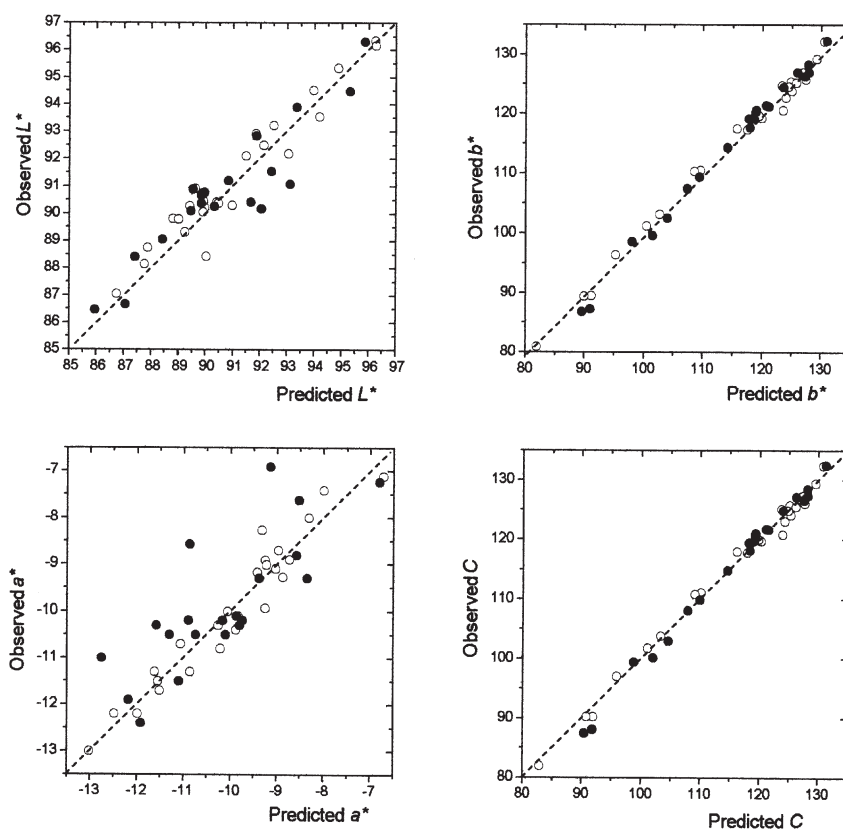 97
96
95
94
93
92
91
90
89
88
87
86
85
Observed L*
85 86 87 88 89 90 91 92 93 94 95 96 97
Predicted L*
130
120
110
100
90
80
Observed b*
80 90 100 110 120 130
Predicted b*
-7
-8
-9
-10
-11
-12
-13
Observed a*
-13 -12 -11 -10 -9 -8 -7
Predicted a*
130
120
110
100
90
80
Observed C
80 90 100 110 120 130
Predicted C